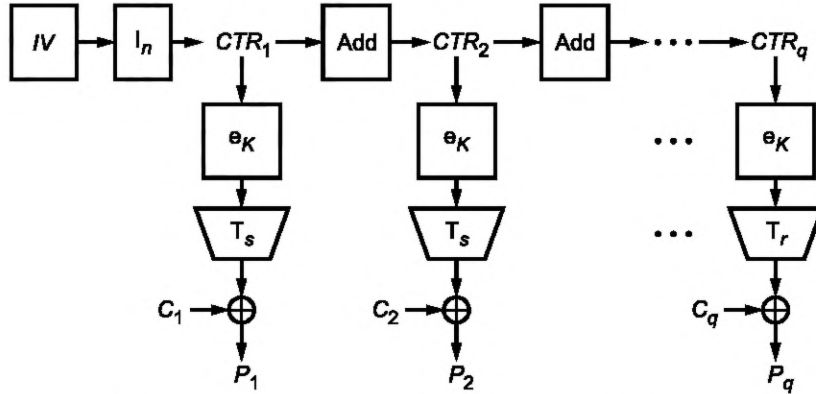 IV I_n CTR_1 Add CTR_2 Add ... CTR_q
e_K e_K ... e_K
T_s T_s ... T_r
C_1 C_2 C_q
P_1 P_2 P_q